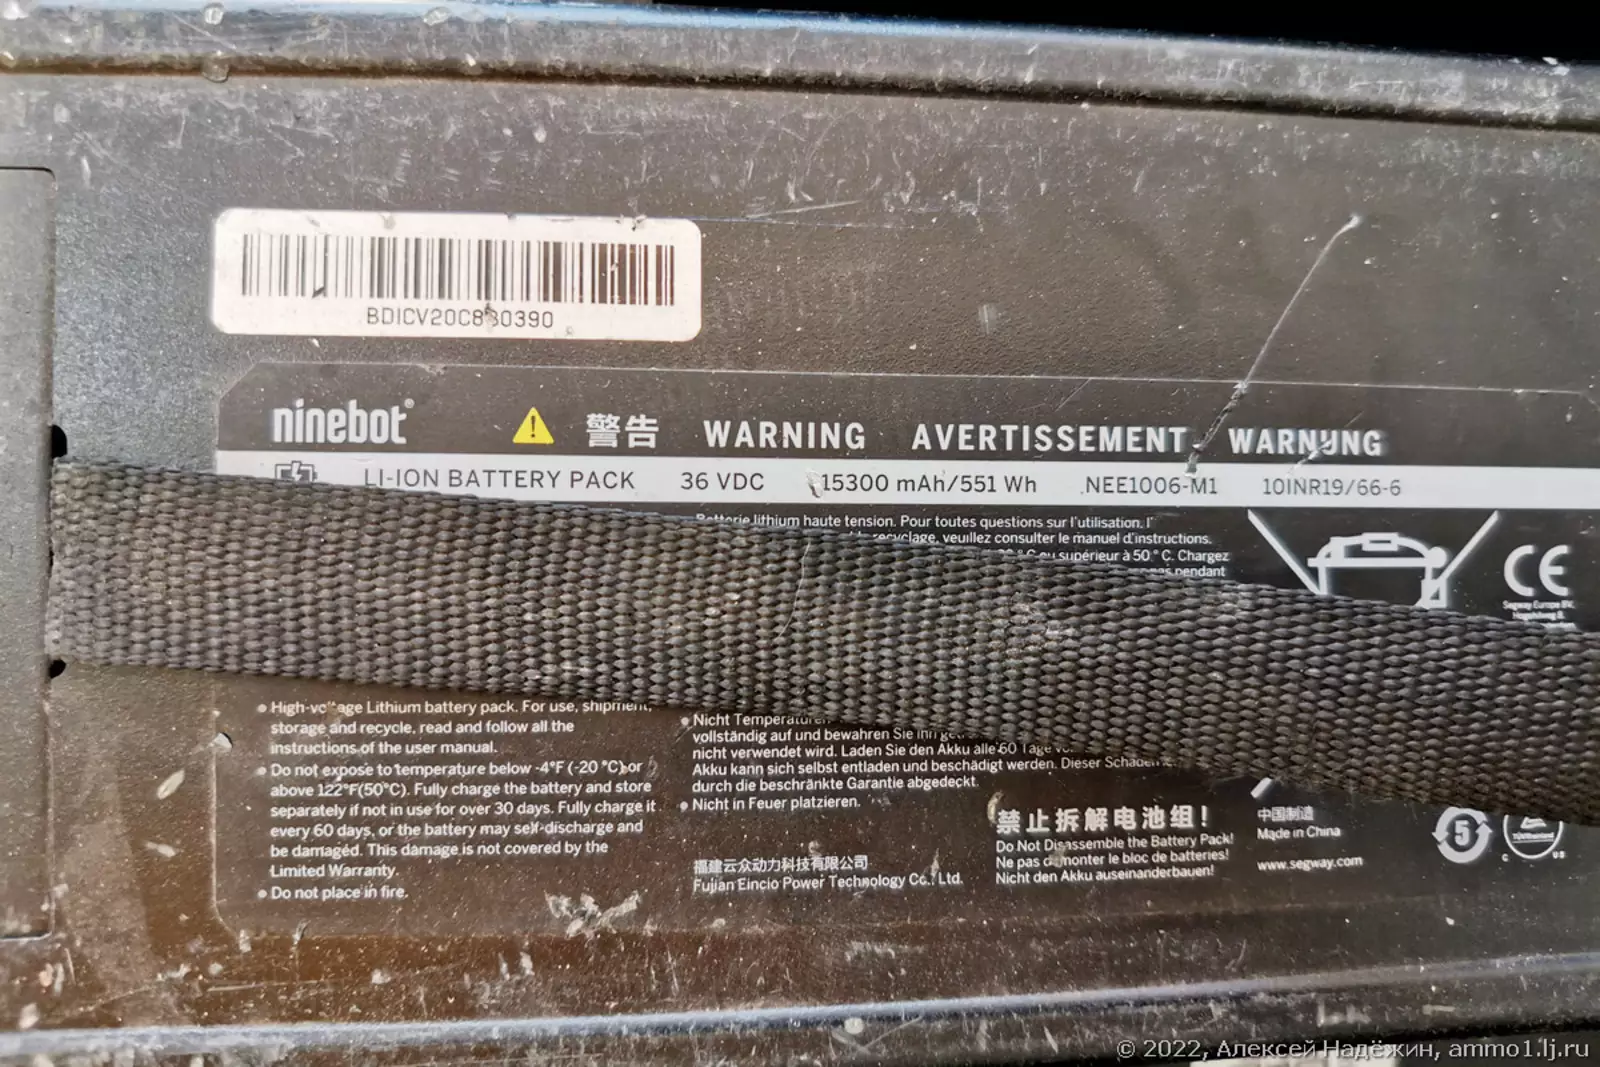 BDICV20C8B0390
ninebot
警告 WARNING AVERTISSEMENT WARNUNG
LI-ION BATTERY PACK 36 VDC 15300 mAh/551 Wh NEE1006-M1 10INR19/66-6
Batterie lithium haute tension. Pour toutes questions sur l'utilisation, l'
le recyclage, veuillez consulter le manuel d'instructions.
°C ou supérieur à 50 °C. Chargez
pas pendant
CE
Segway Europe BV.
• High-voltage Lithium battery pack. For use, shipment,
storage and recycle, read and follow all the
instructions of the user manual.
• Do not expose to temperature below -4°F (-20 °C) or
above 122°F(50°C). Fully charge the battery and store
separately if not in use for over 30 days. Fully charge it
every 60 days, or the battery may self-discharge and
be damaged. This damage is not covered by the
Limited Warranty.
• Do not place in fire.
• Nicht Temperaturen
vollständig auf und bewahren Sie ihn
nicht verwendet wird. Laden Sie den Akku alle 60 Tage
Akku kann sich selbst entladen und beschädigt werden. Dieser Schaden
durch die beschränkte Garantie abgedeckt.
• Nicht in Feuer platzieren.
福建云众动力科技有限公司
Fujian Eincio Power Technology Co., Ltd.
禁止拆解电池组!
Do Not Disassemble the Battery Pack!
Ne pas démonter le bloc de batteries!
Nicht den Akku auseinanderbauen!
中国制造
Made in China
www.segway.com
5
TÜVRheinland
C US
© 2022, Алексей Надёжин, ammo1.lj.ru